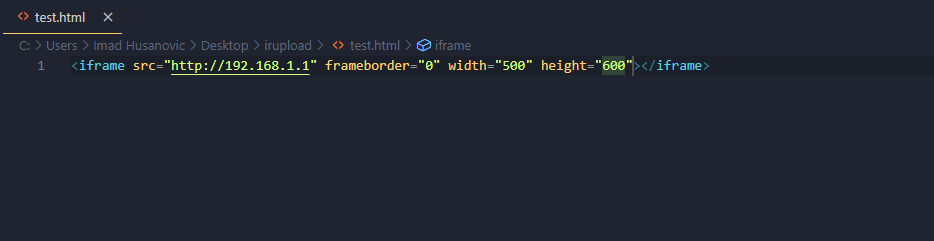 test.html
C: > Users > Imad Husanovic > Desktop > irupload > test.html > iframe
1 <iframe src="http://192.168.1.1" frameborder="0" width="500" height="600"></iframe>